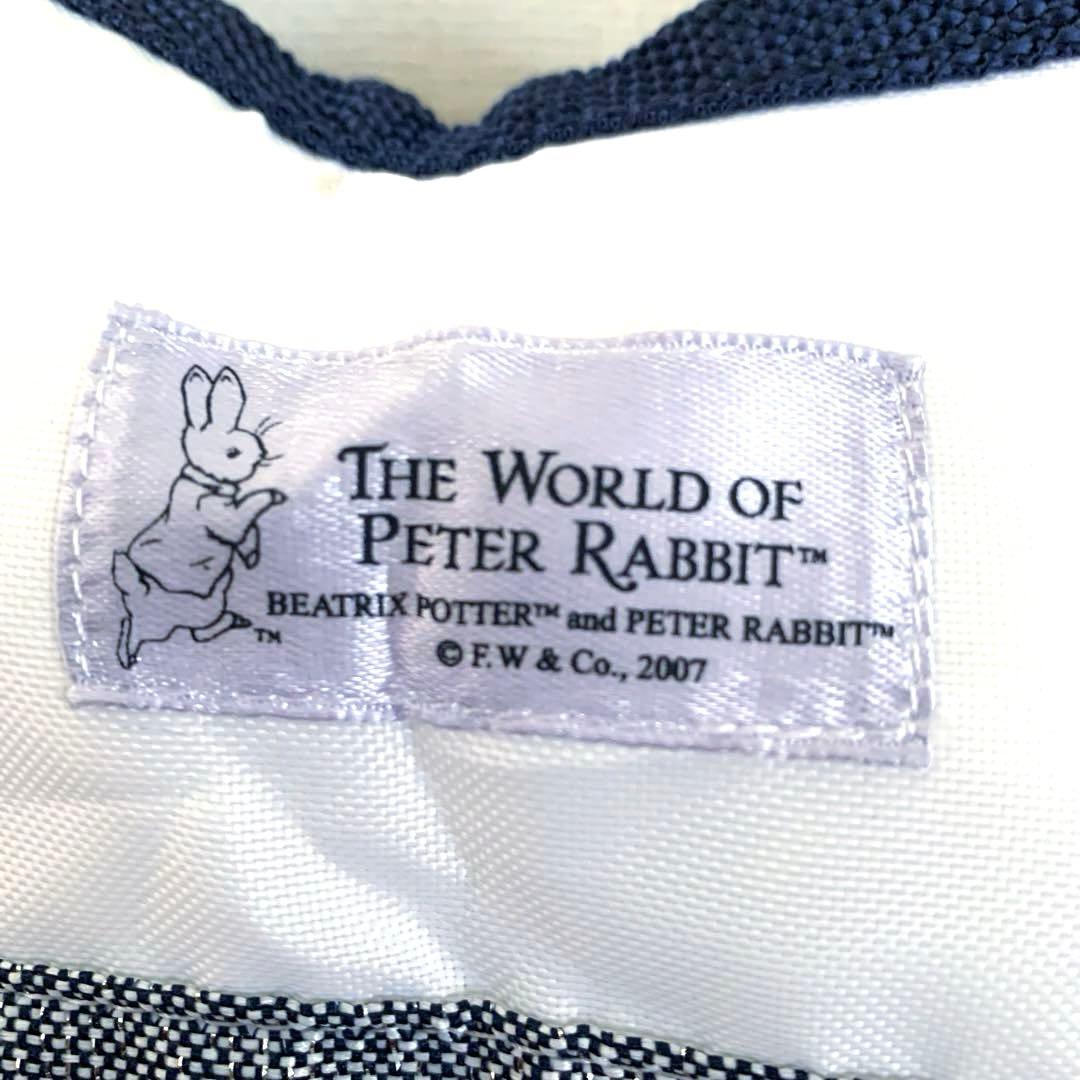 THE WORLD OF
PETER RABBIT™
BEATRIX POTTER™ and PETER RABBIT™
© F. W & Co., 2007
™